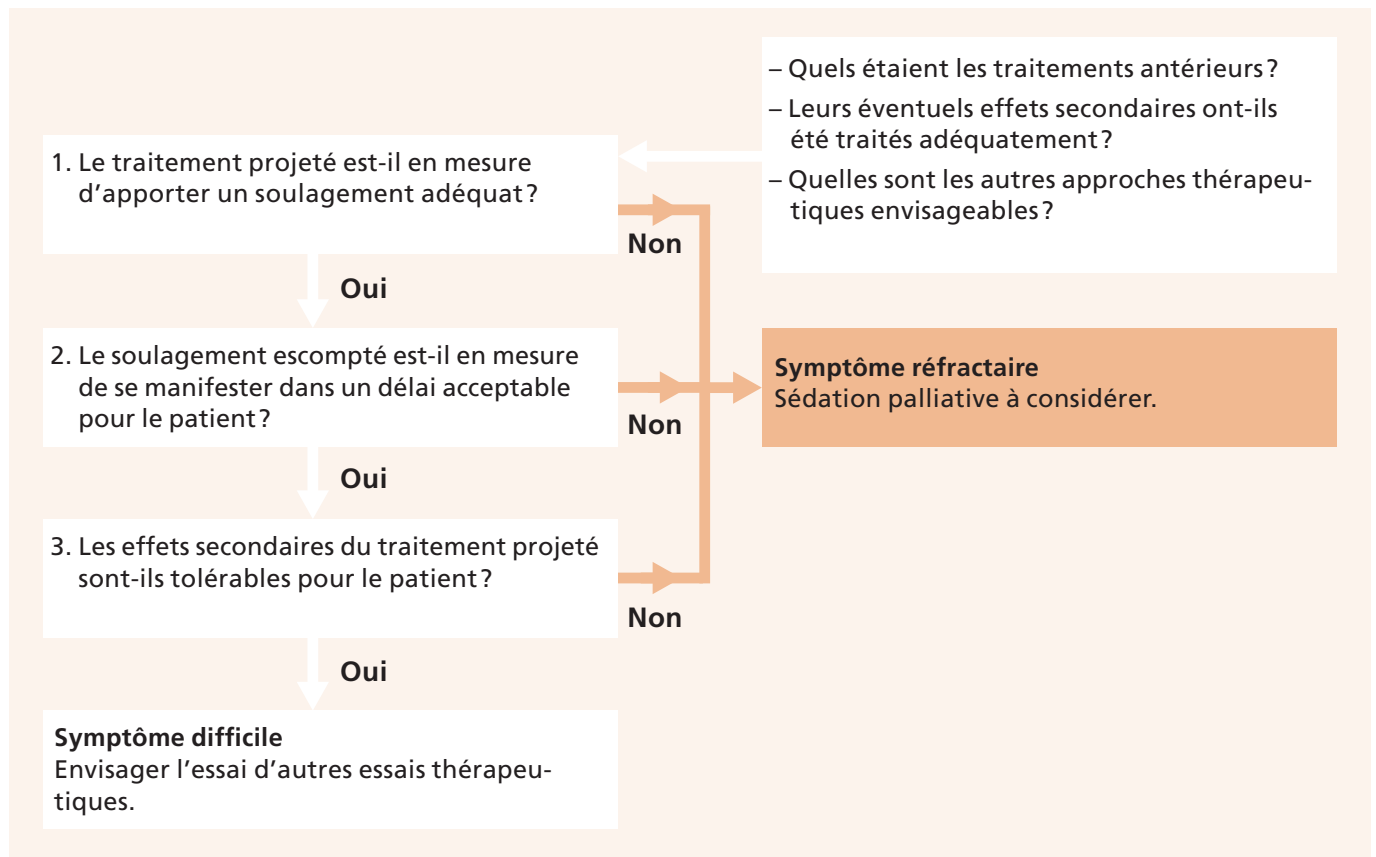 – Quels étaient les traitements antérieurs?
– Leurs éventuels effets secondaires ont-ils
été traités adéquatement?
– Quelles sont les autres approches thérapeu-
tiques envisageables?
1. Le traitement projeté est-il en mesure
d’apporter un soulagement adéquat?
Non
Oui
2. Le soulagement escompté est-il en mesure
de se manifester dans un délai acceptable
pour le patient?
Non
Symptôme réfractaire
Sédation palliative à considérer.
Oui
3. Les effets secondaires du traitement projeté
sont-ils tolérables pour le patient?
Non
Oui
Symptôme difficile
Envisager l’essai d’autres essais thérapeu-
tiques.